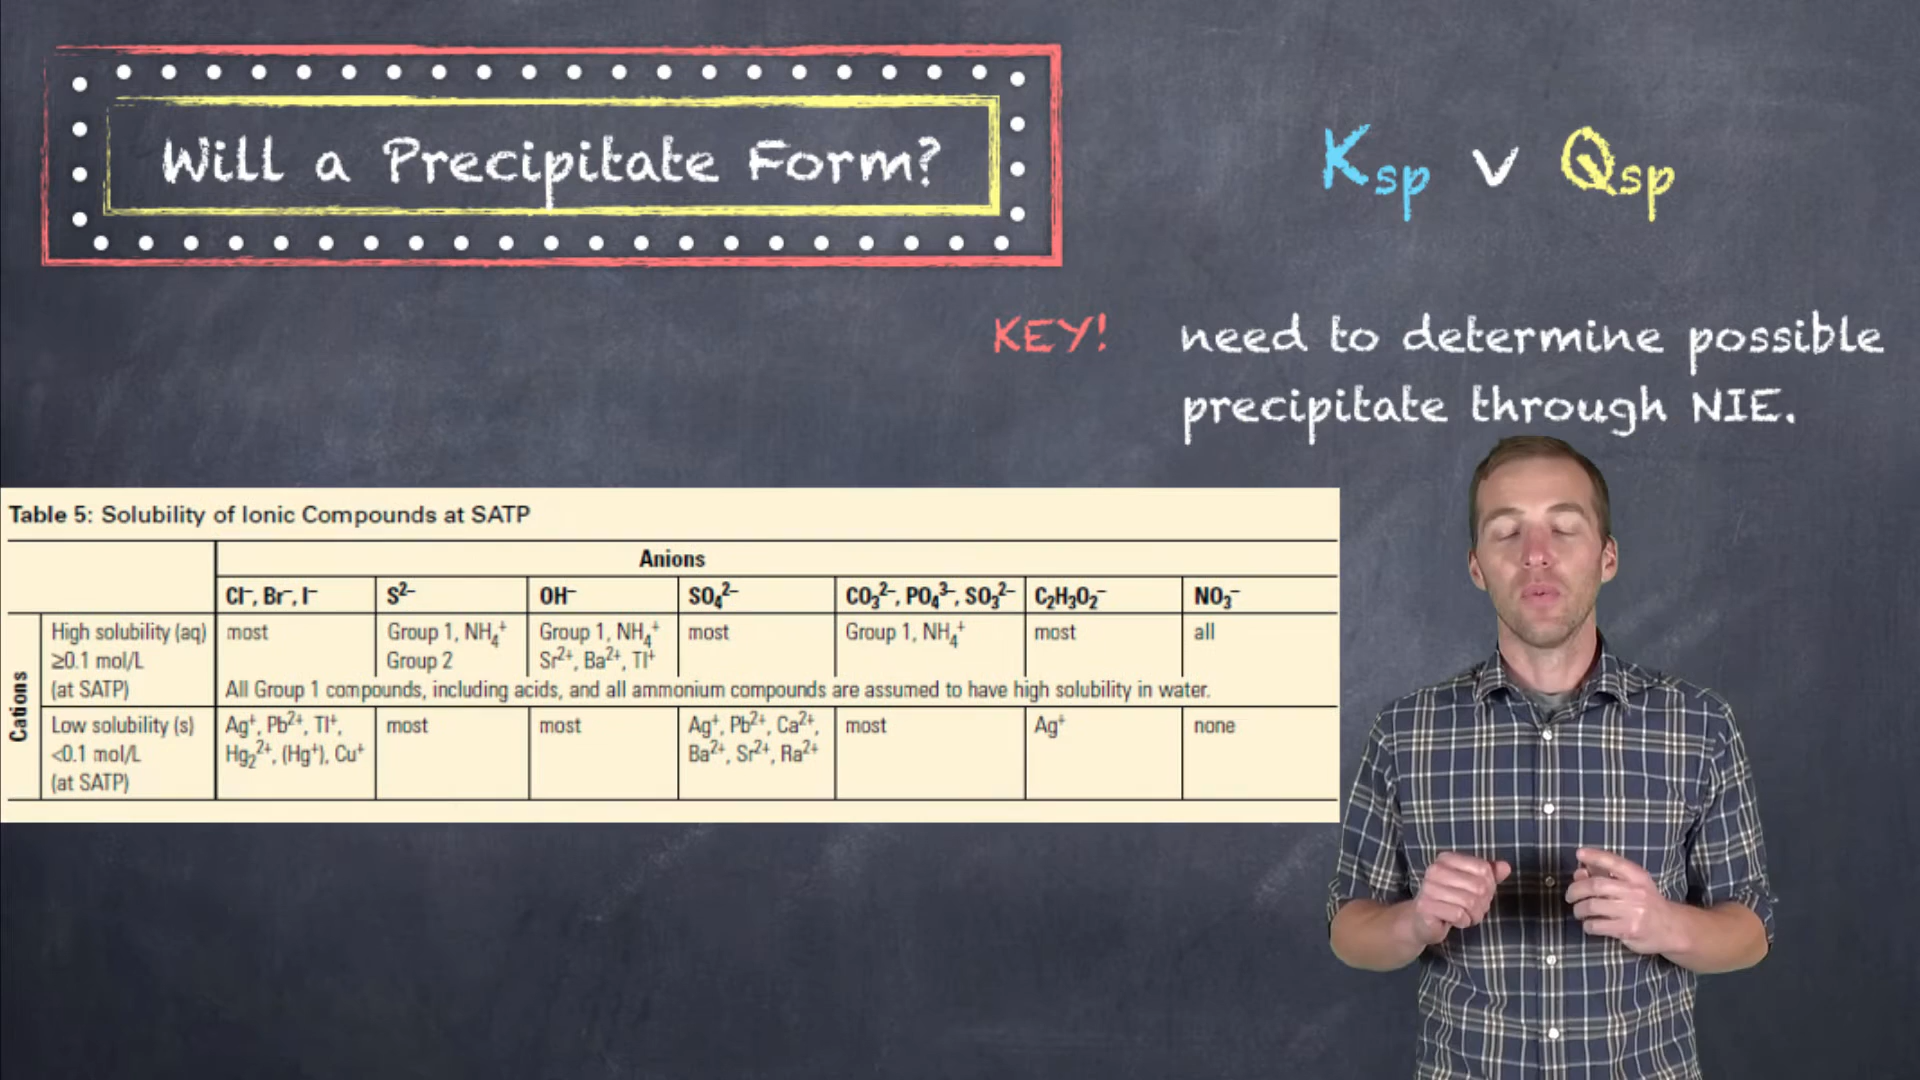 Will a Precipitate Form?
Ksp v Qsp
KEY! need to determine possible
precipitate through NIE.
Table 5: Solubility of Ionic Compounds at SATP
Anions
Cl⁻, Br⁻, I⁻ S²⁻ OH⁻ SO₄²⁻ CO₃²⁻, PO₄³⁻, SO₃²⁻ C₂H₃O₂⁻ NO₃⁻
Cations
High solubility (aq) most Group 1, NH₄⁺ Group 1, NH₄⁺ most Group 1, NH₄⁺ most all
≥0.1 mol/L Group 2 Sr²⁺, Ba²⁺, Tl⁺
(at SATP) All Group 1 compounds, including acids, and all ammonium compounds are assumed to have high solubility in water.
Low solubility (s) Ag⁺, Pb²⁺, Tl⁺, most most Ag⁺, Pb²⁺, Ca²⁺, most Ag⁺ none
<0.1 mol/L Hg₂²⁺, (Hg⁺), Cu⁺ Ba²⁺, Sr²⁺, Ra²⁺
(at SATP)